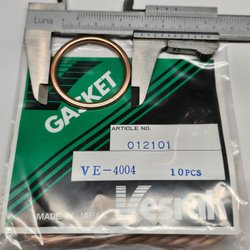 Luna
GASKET
ARTICLE. NO.
012101
VE-4004 10PCS
MADE IN JAPAN
Vesrah